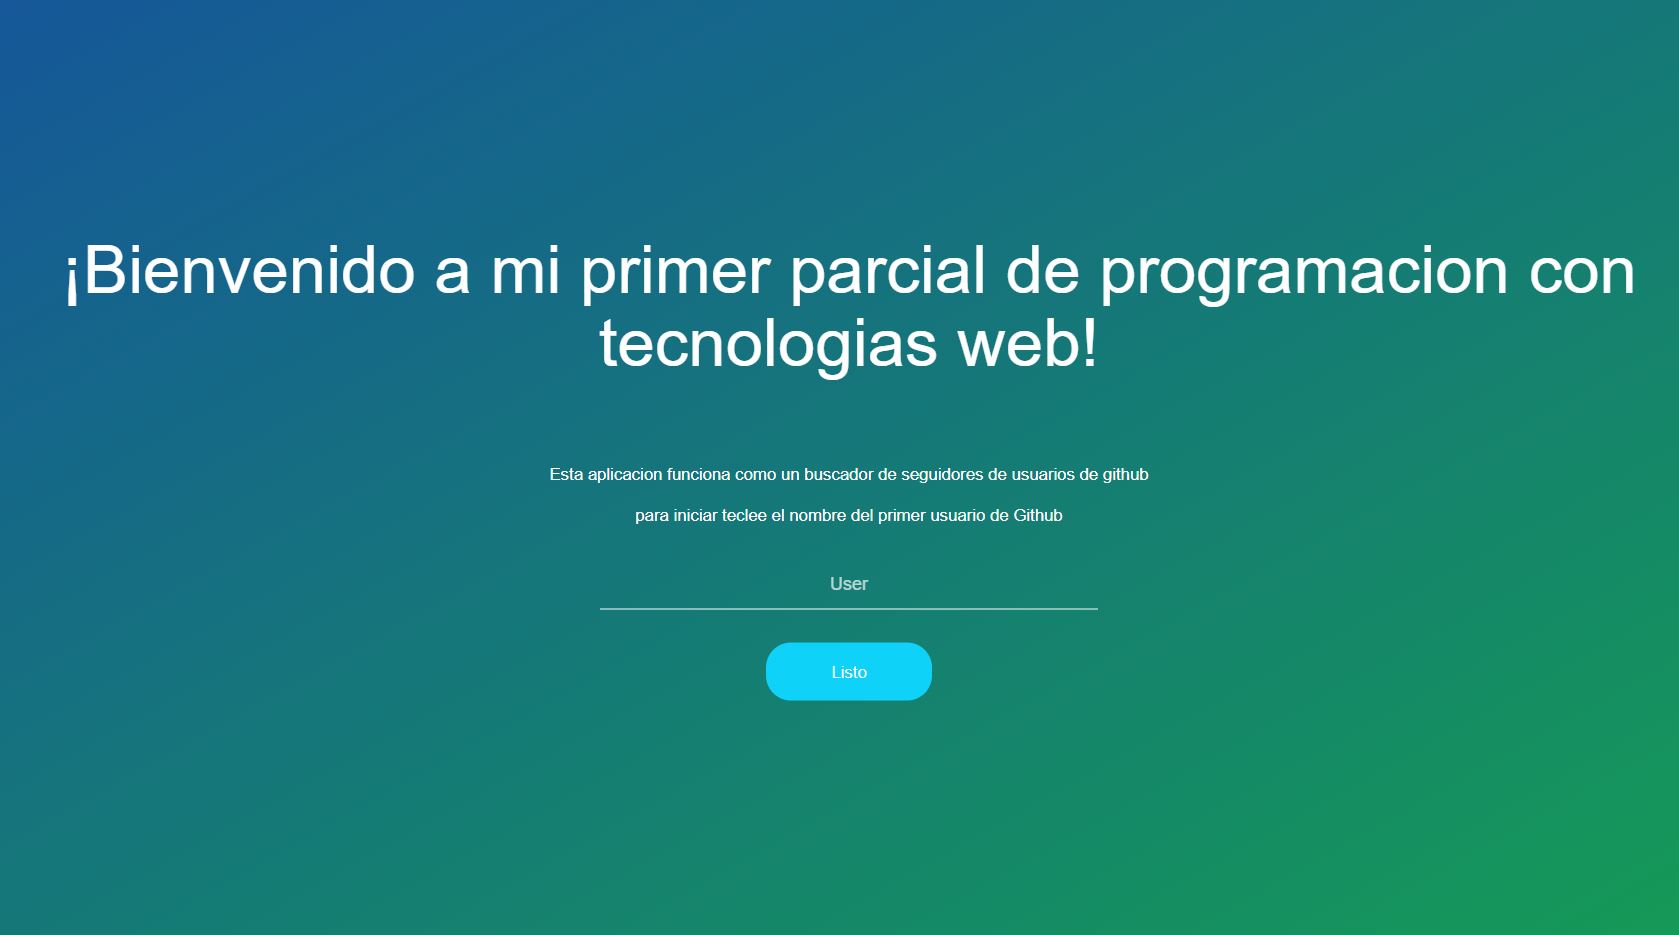 ¡Bienvenido a mi primer parcial de programacion con
tecnologias web!
Esta aplicacion funciona como un buscador de seguidores de usuarios de github
para iniciar teclee el nombre del primer usuario de Github
User
Listo